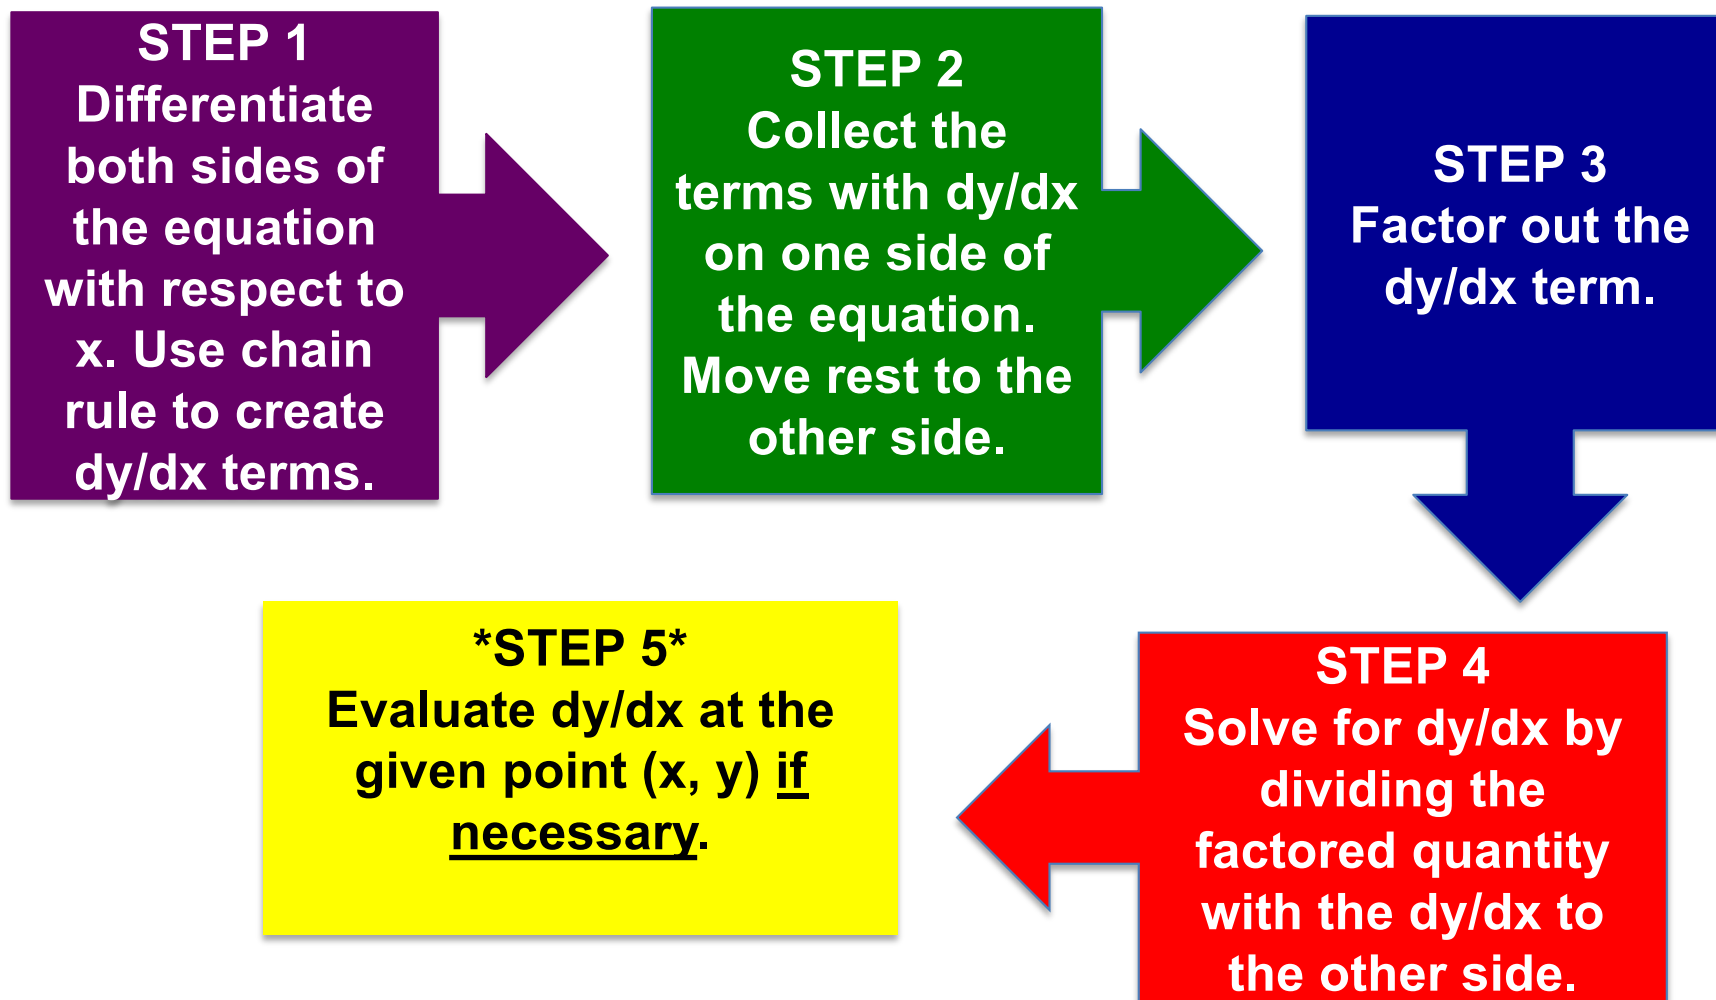 STEP 1
Differentiate
both sides of
the equation
with respect to
x. Use chain
rule to create
dy/dx terms.
STEP 2
Collect the
terms with dy/dx
on one side of
the equation.
Move rest to the
other side.
STEP 3
Factor out the
dy/dx term.
STEP 4
Solve for dy/dx by
dividing the
factored quantity
with the dy/dx to
the other side.
*STEP 5*
Evaluate dy/dx at the
given point (x, y) if
necessary.